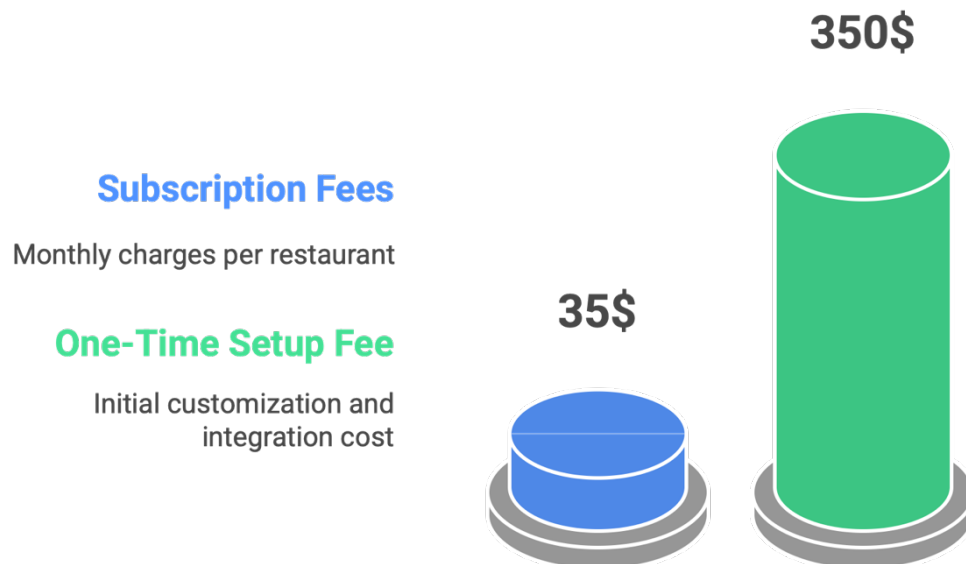 350$
Subscription Fees
Monthly charges per restaurant
35$
One-Time Setup Fee
Initial customization and
integration cost